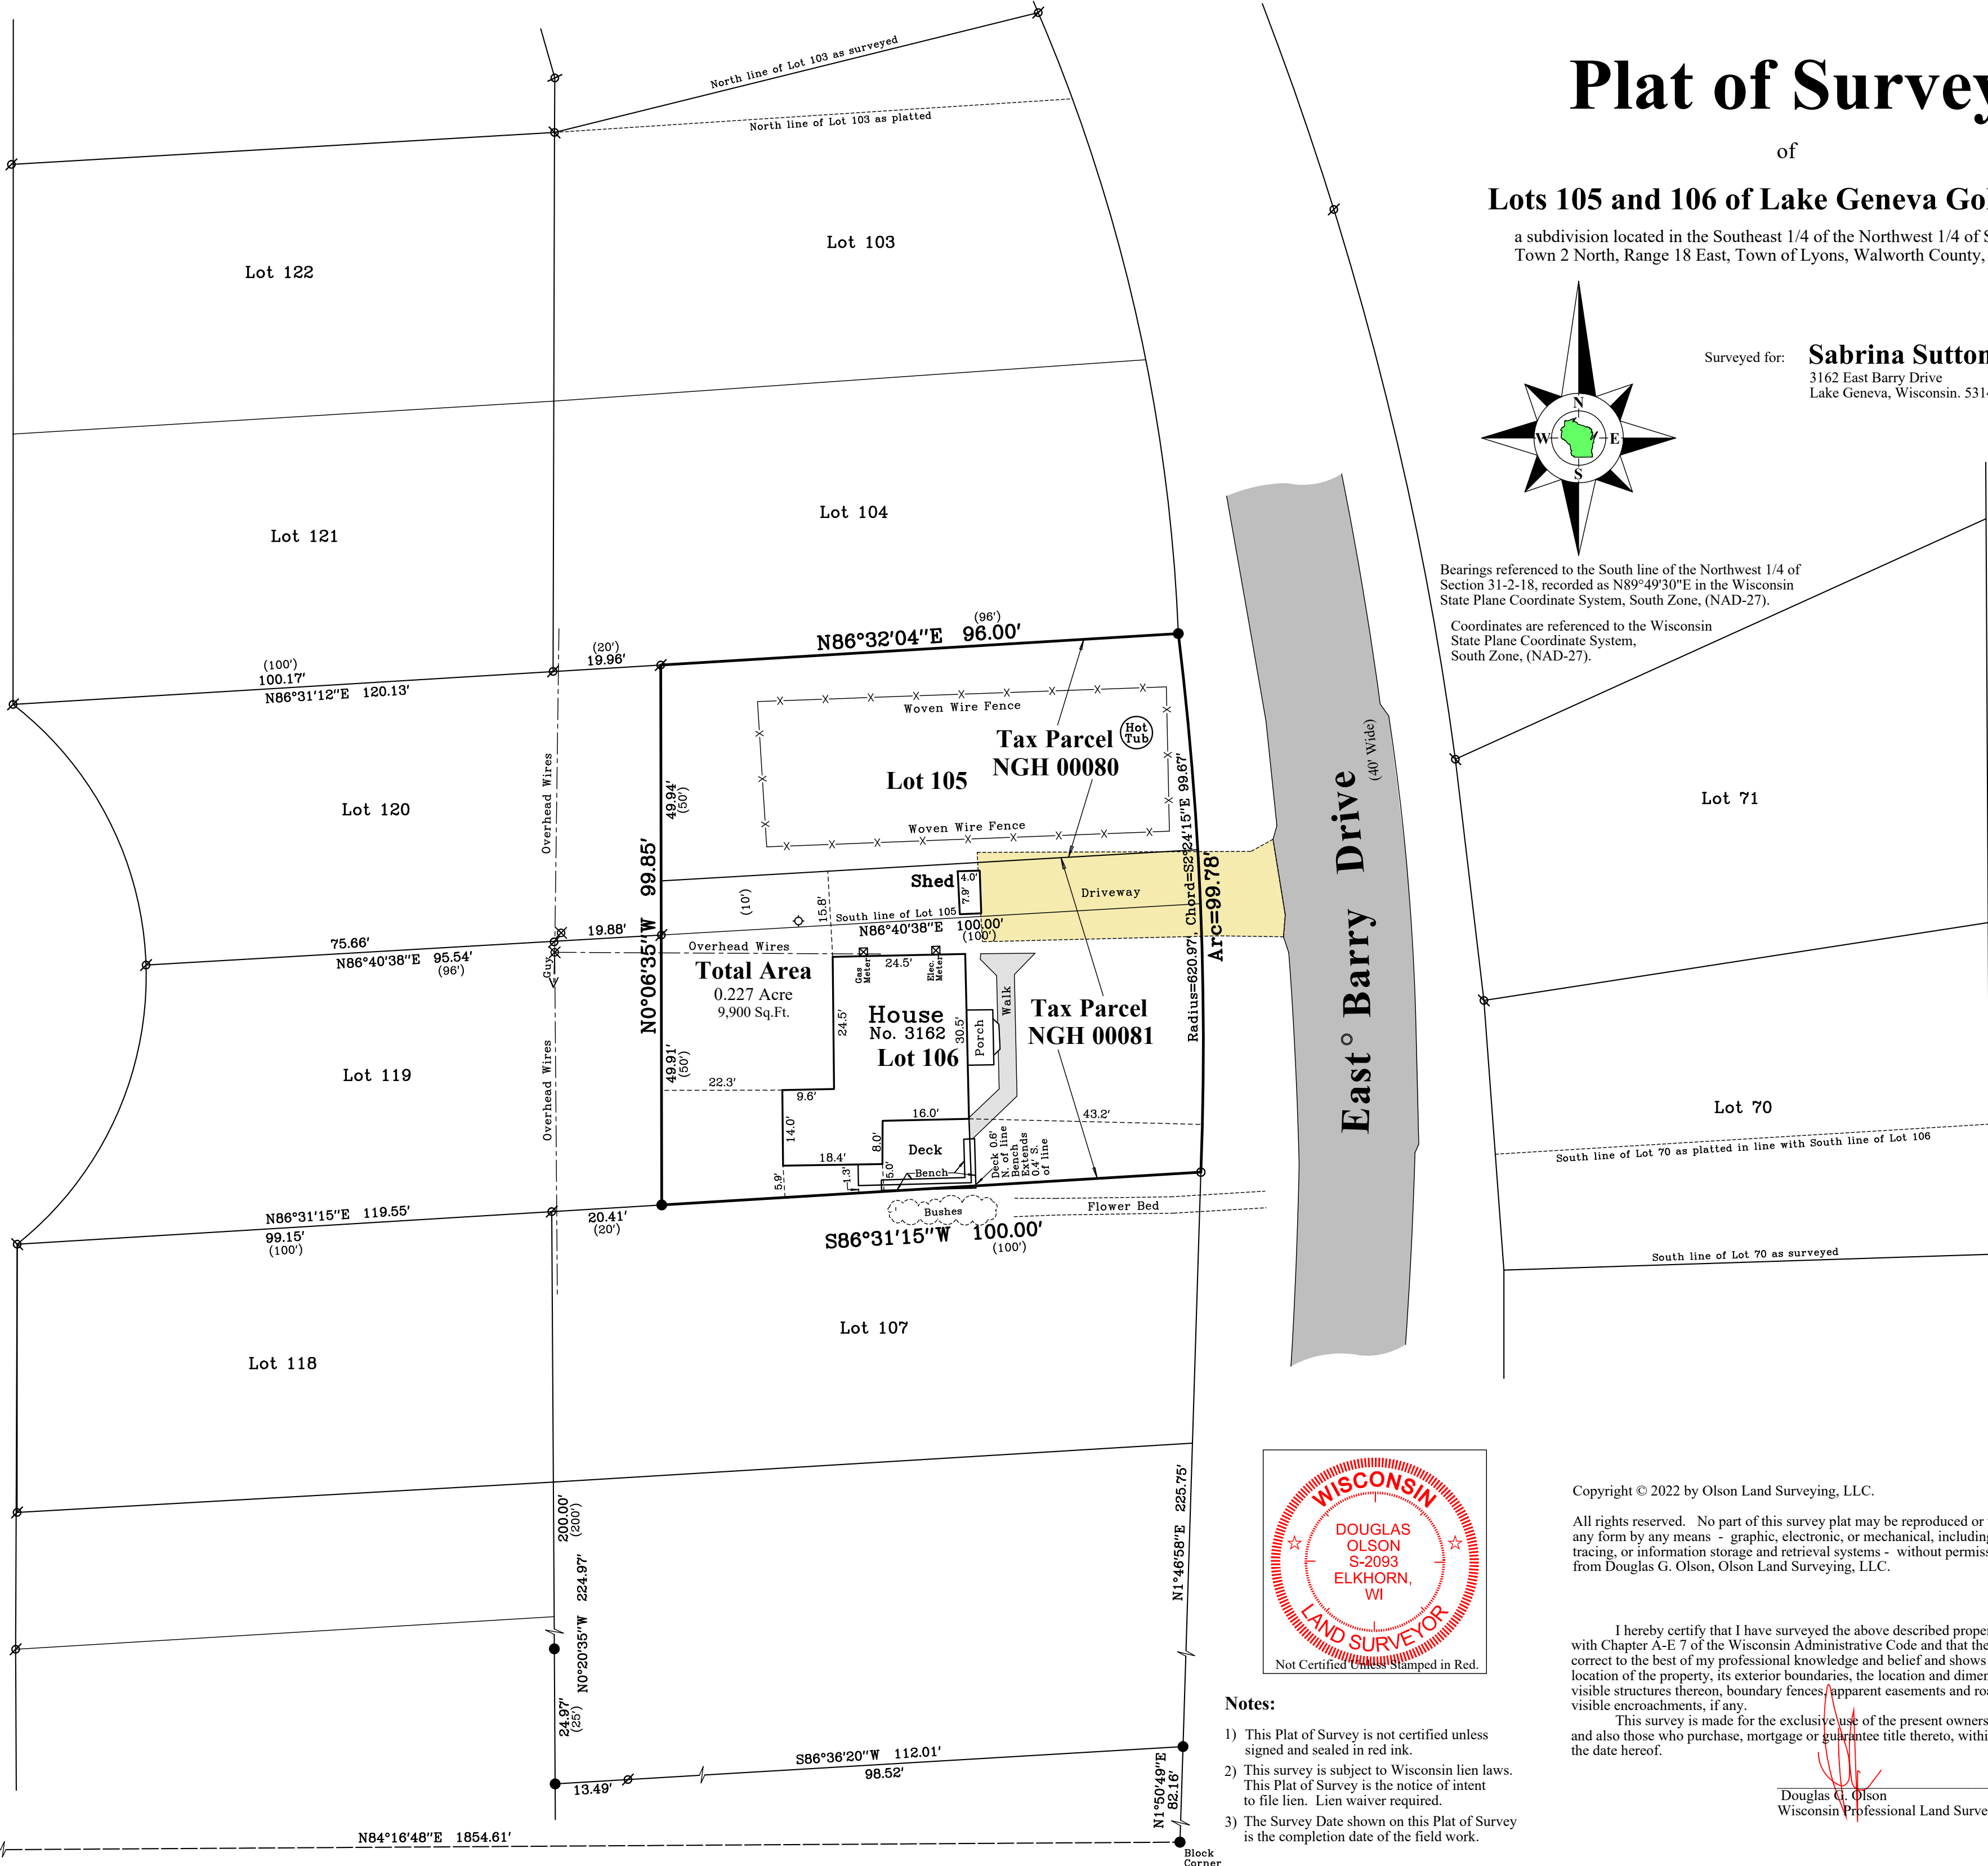 Plat of Survey
of
Lots 105 and 106 of Lake Geneva
a subdivision located in the Southeast 1/4 of the Northwest 1/4 of
Town 2 North, Range 18 East, Town of Lyons, Walworth County,
Surveyed for: Sabrina Sutton
3162 East Barry Drive
Lake Geneva, Wisconsin.
N
W E
S
Bearings referenced to the South line of the Northwest 1/4 of
Section 31-2-18, recorded as N89°49'30"E in the Wisconsin
State Plane Coordinate System, South Zone, (NAD-27).
Coordinates are referenced to the Wisconsin
State Plane Coordinate System,
South Zone, (NAD-27).
North line of Lot 103 as surveyed
North line of Lot 103 as platted
Lot 103
Lot 122
Lot 104
Lot 121
(96')
N86°32'04"E 96.00'
(20')
19.96'
(100')
100.17'
N86°31'12"E 120.13'
Woven Wire Fence
Hot
Tub
Tax Parcel
NGH 00080
Lot 105
Woven Wire Fence
49.94'
(50')
Overhead Wires
Lot 120
N0°06'35"W 99.85'
Radius=620.97', Chord=S2°24'15"E 99.67'
Arc=99.78'
East Barry Drive
(40' Wide)
Lot 71
Shed
4.0'
7.9'
Driveway
(10')
15.8'
South line of Lot 105
N86°40'38"E 100.00'
(100')
19.88'
75.66'
N86°40'38"E 95.54'
(96')
Guy
Overhead Wires
Gas
Meter
Elec.
Meter
24.5'
Total Area
0.227 Acre
9,900 Sq.Ft.
House
No. 3162
Lot 106
24.5'
30.5'
Porch
Walk
Tax Parcel
NGH 00081
49.91'
(50')
Overhead Wires
Lot 119
22.3'
9.6'
14.0'
18.4'
16.0'
8.0'
Deck
43.2'
Bench
5.9'
1.3'
5.0'
Deck 0.6'
N. of line
Bench
Extends
0.4' S.
of line
Lot 70
South line of Lot 70 as platted in line with South line of Lot 106
South line of Lot 70 as surveyed
Bushes
Flower Bed
S86°31'15"W 100.00'
(100')
N86°31'15"E 119.55'
99.15'
(100')
20.41'
(20')
Lot 107
Lot 118
200.00'
(200')
N0°20'35"W 224.97'
24.97'
(25')
N1°46'58"E 225.75'
N1°50'49"E
82.16'
S86°36'20"W 112.01'
98.52'
13.49'
N84°16'48"E 1854.61'
Block
Corner
WISCONSIN
DOUGLAS
OLSON
S-2093
ELKHORN,
WI
LAND SURVEYOR
Not Certified Unless Stamped in Red.
Notes:
1) This Plat of Survey is not certified unless
signed and sealed in red ink.
2) This survey is subject to Wisconsin lien laws.
This Plat of Survey is the notice of intent
to file lien. Lien waiver required.
3) The Survey Date shown on this Plat of Survey
is the completion date of the field work.
Copyright © 2022 by Olson Land Surveying, LLC.
All rights reserved. No part of this survey plat may be reproduced or
any form by any means - graphic, electronic, or mechanical, including
tracing, or information storage and retrieval systems - without
from Douglas G. Olson, Olson Land Surveying, LLC.
I hereby certify that I have surveyed the above described
with Chapter A-E 7 of the Wisconsin Administrative Code and that the
correct to the best of my professional knowledge and belief and shows
location of the property, its exterior boundaries, the location and
visible structures thereon, boundary fences, apparent easements and
visible encroachments, if any.
This survey is made for the exclusive use of the present owners
and also those who purchase, mortgage or guarantee title thereto,
the date hereof.
Douglas G. Olson
Wisconsin Professional Land